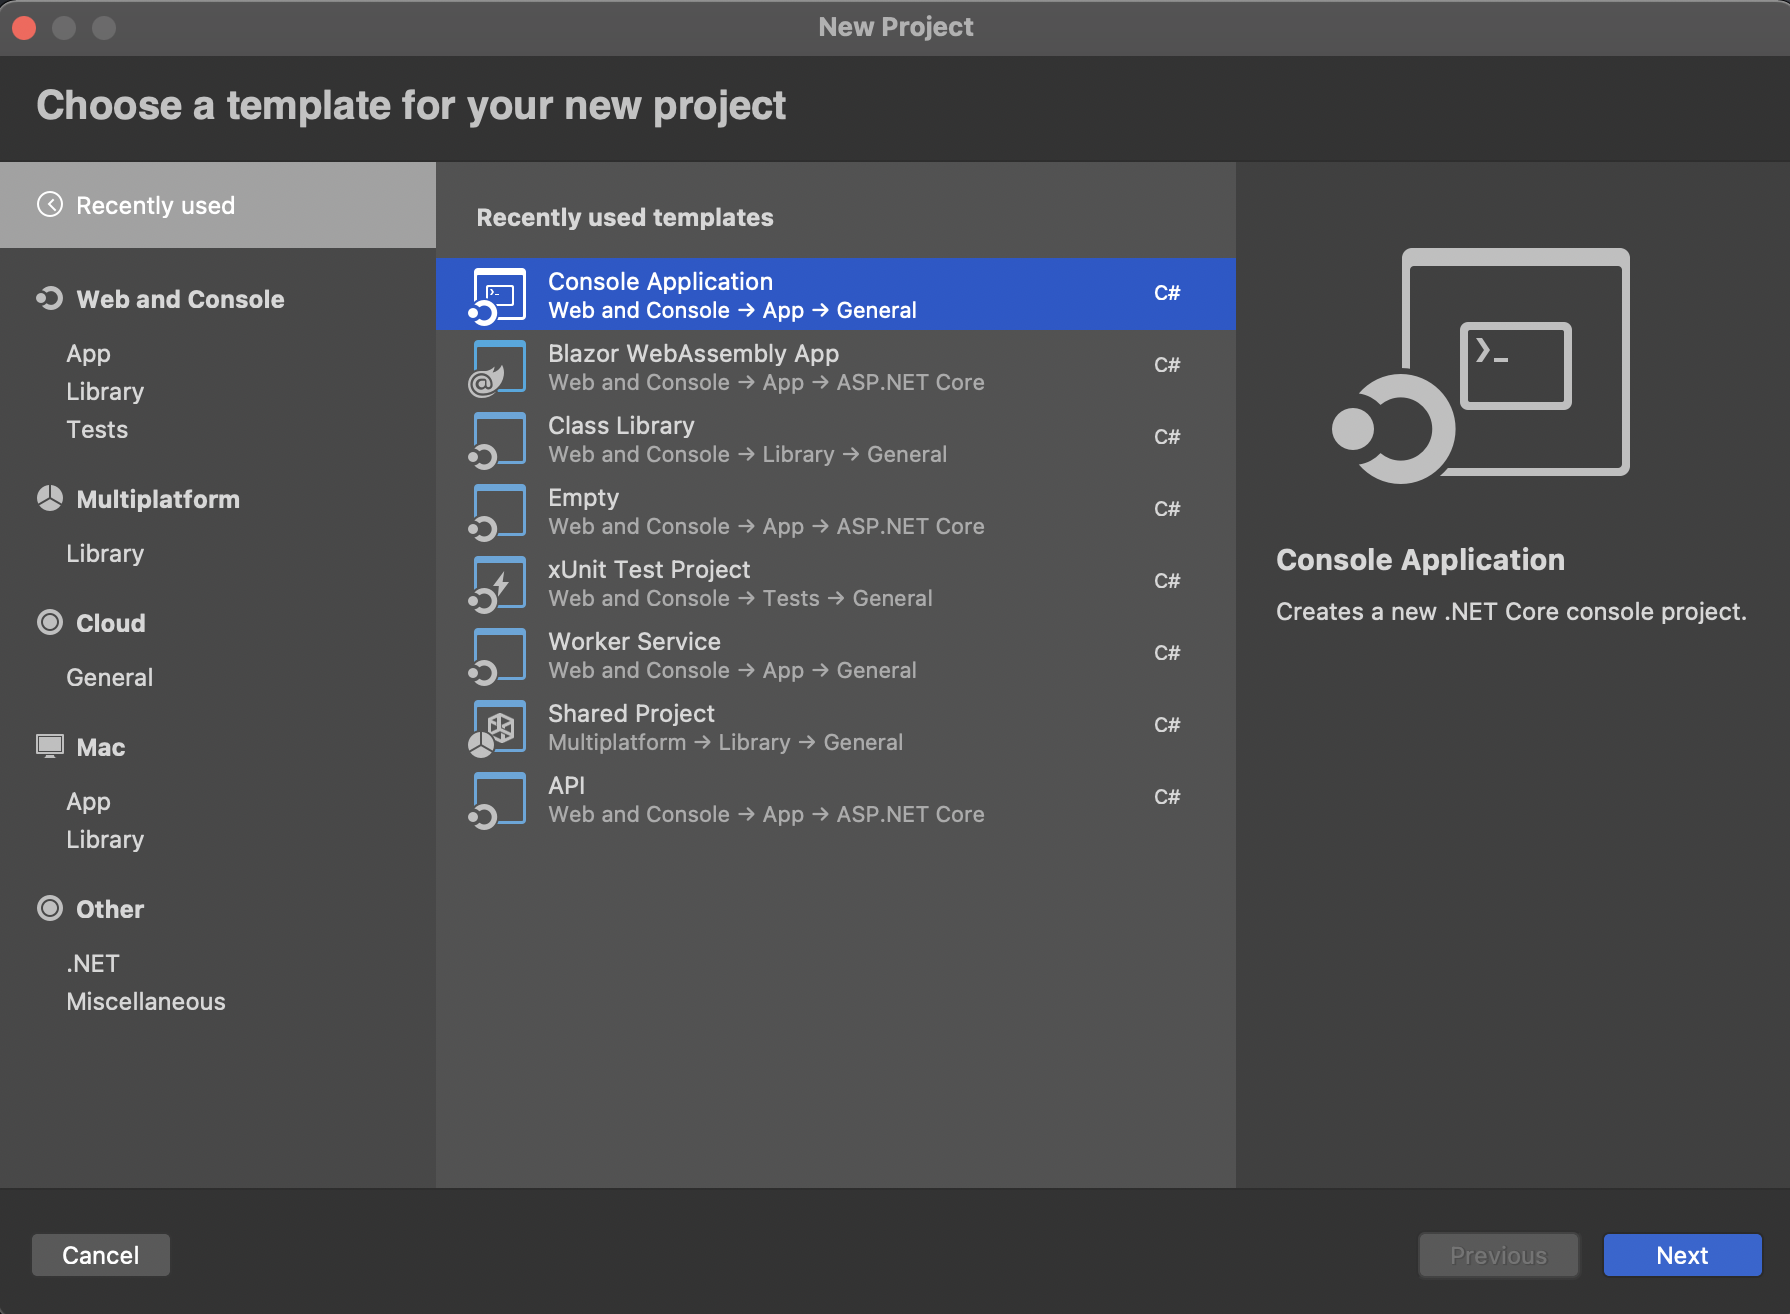 New Project
Choose a template for your new project
Recently used
Web and Console
App
Library
Tests
Multiplatform
Library
Cloud
General
Mac
App
Library
Other
.NET
Miscellaneous
Recently used templates
Console Application
Web and Console → App → General
C#
Blazor WebAssembly App
Web and Console → App → ASP.NET Core
C#
Class Library
Web and Console → Library → General
C#
Empty
Web and Console → App → ASP.NET Core
C#
xUnit Test Project
Web and Console → Tests → General
C#
Worker Service
Web and Console → App → General
C#
Shared Project
Multiplatform → Library → General
C#
API
Web and Console → App → ASP.NET Core
C#
Console Application
Creates a new .NET Core console project.
Cancel
Previous
Next